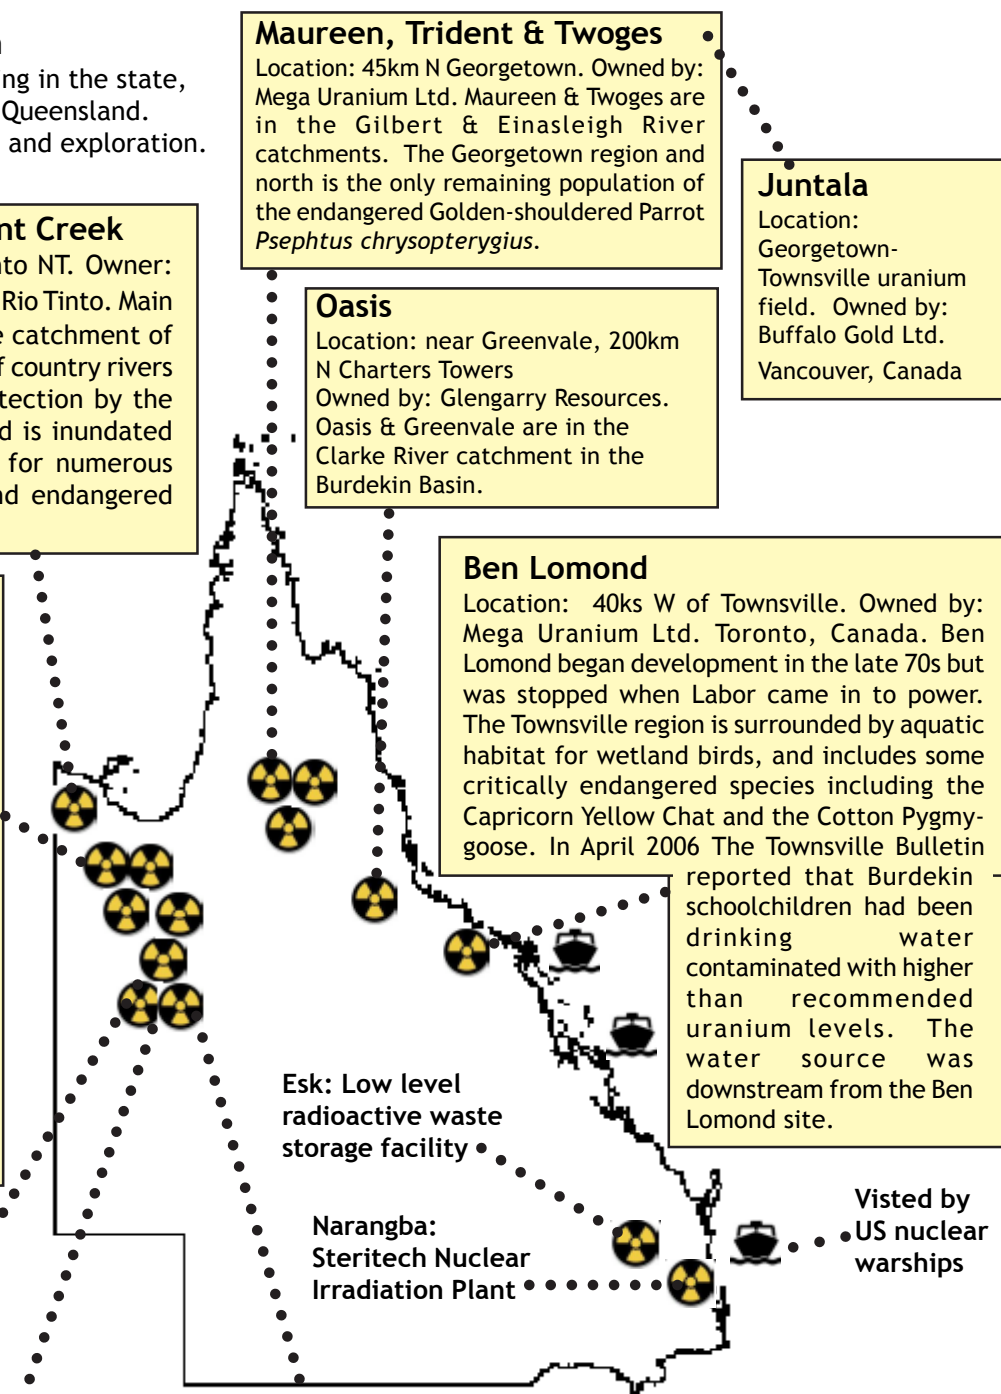 ing in the state,
Queensland.
and exploration.
Maureen, Trident & Twoges
Location: 45km N Georgetown. Owned by:
Mega Uranium Ltd. Maureen & Twoges are
in the Gilbert & Einasleigh River
catchments. The Georgetown region and
north is the only remaining population of
the endangered Golden-shouldered Parrot
Psephtus chrysopterygius.
Juntala
Location:
Georgetown-
Townsville uranium
field. Owned by:
Buffalo Gold Ltd.
Vancouver, Canada
nt Creek
nto NT. Owner:
Rio Tinto. Main
e catchment of
f country rivers
tection by the
d is inundated
for numerous
nd endangered
Oasis
Location: near Greenvale, 200km
N Charters Towers
Owned by: Glengarry Resources.
Oasis & Greenvale are in the
Clarke River catchment in the
Burdekin Basin.
Ben Lomond
Location: 40ks W of Townsville. Owned by:
Mega Uranium Ltd. Toronto, Canada. Ben
Lomond began development in the late 70s but
was stopped when Labor came in to power.
The Townsville region is surrounded by aquatic
habitat for wetland birds, and includes some
critically endangered species including the
Capricorn Yellow Chat and the Cotton Pygmy-
goose. In April 2006 The Townsville Bulletin
reported that Burdekin
schoolchildren had been
drinking water
contaminated with higher
than recommended
uranium levels. The
water source was
downstream from the Ben
Lomond site.
Esk: Low level
radioactive waste
storage facility
Narangba:
Steritech Nuclear
Irradiation Plant
Visted by
US nuclear
warships